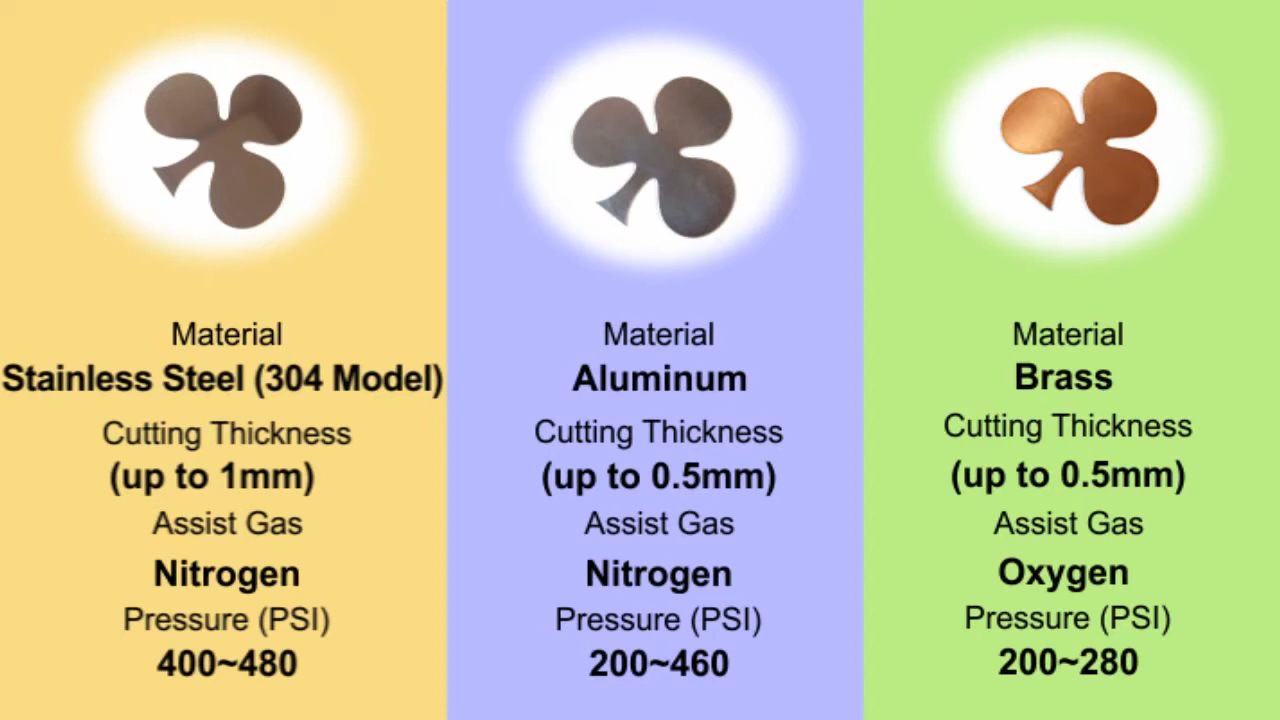 Material
Stainless Steel (304 Model)
Cutting Thickness
(up to 1mm)
Assist Gas
Nitrogen
Pressure (PSI)
400~480
Material
Aluminum
Cutting Thickness
(up to 0.5mm)
Assist Gas
Nitrogen
Pressure (PSI)
200~460
Material
Brass
Cutting Thickness
(up to 0.5mm)
Assist Gas
Oxygen
Pressure (PSI)
200~280